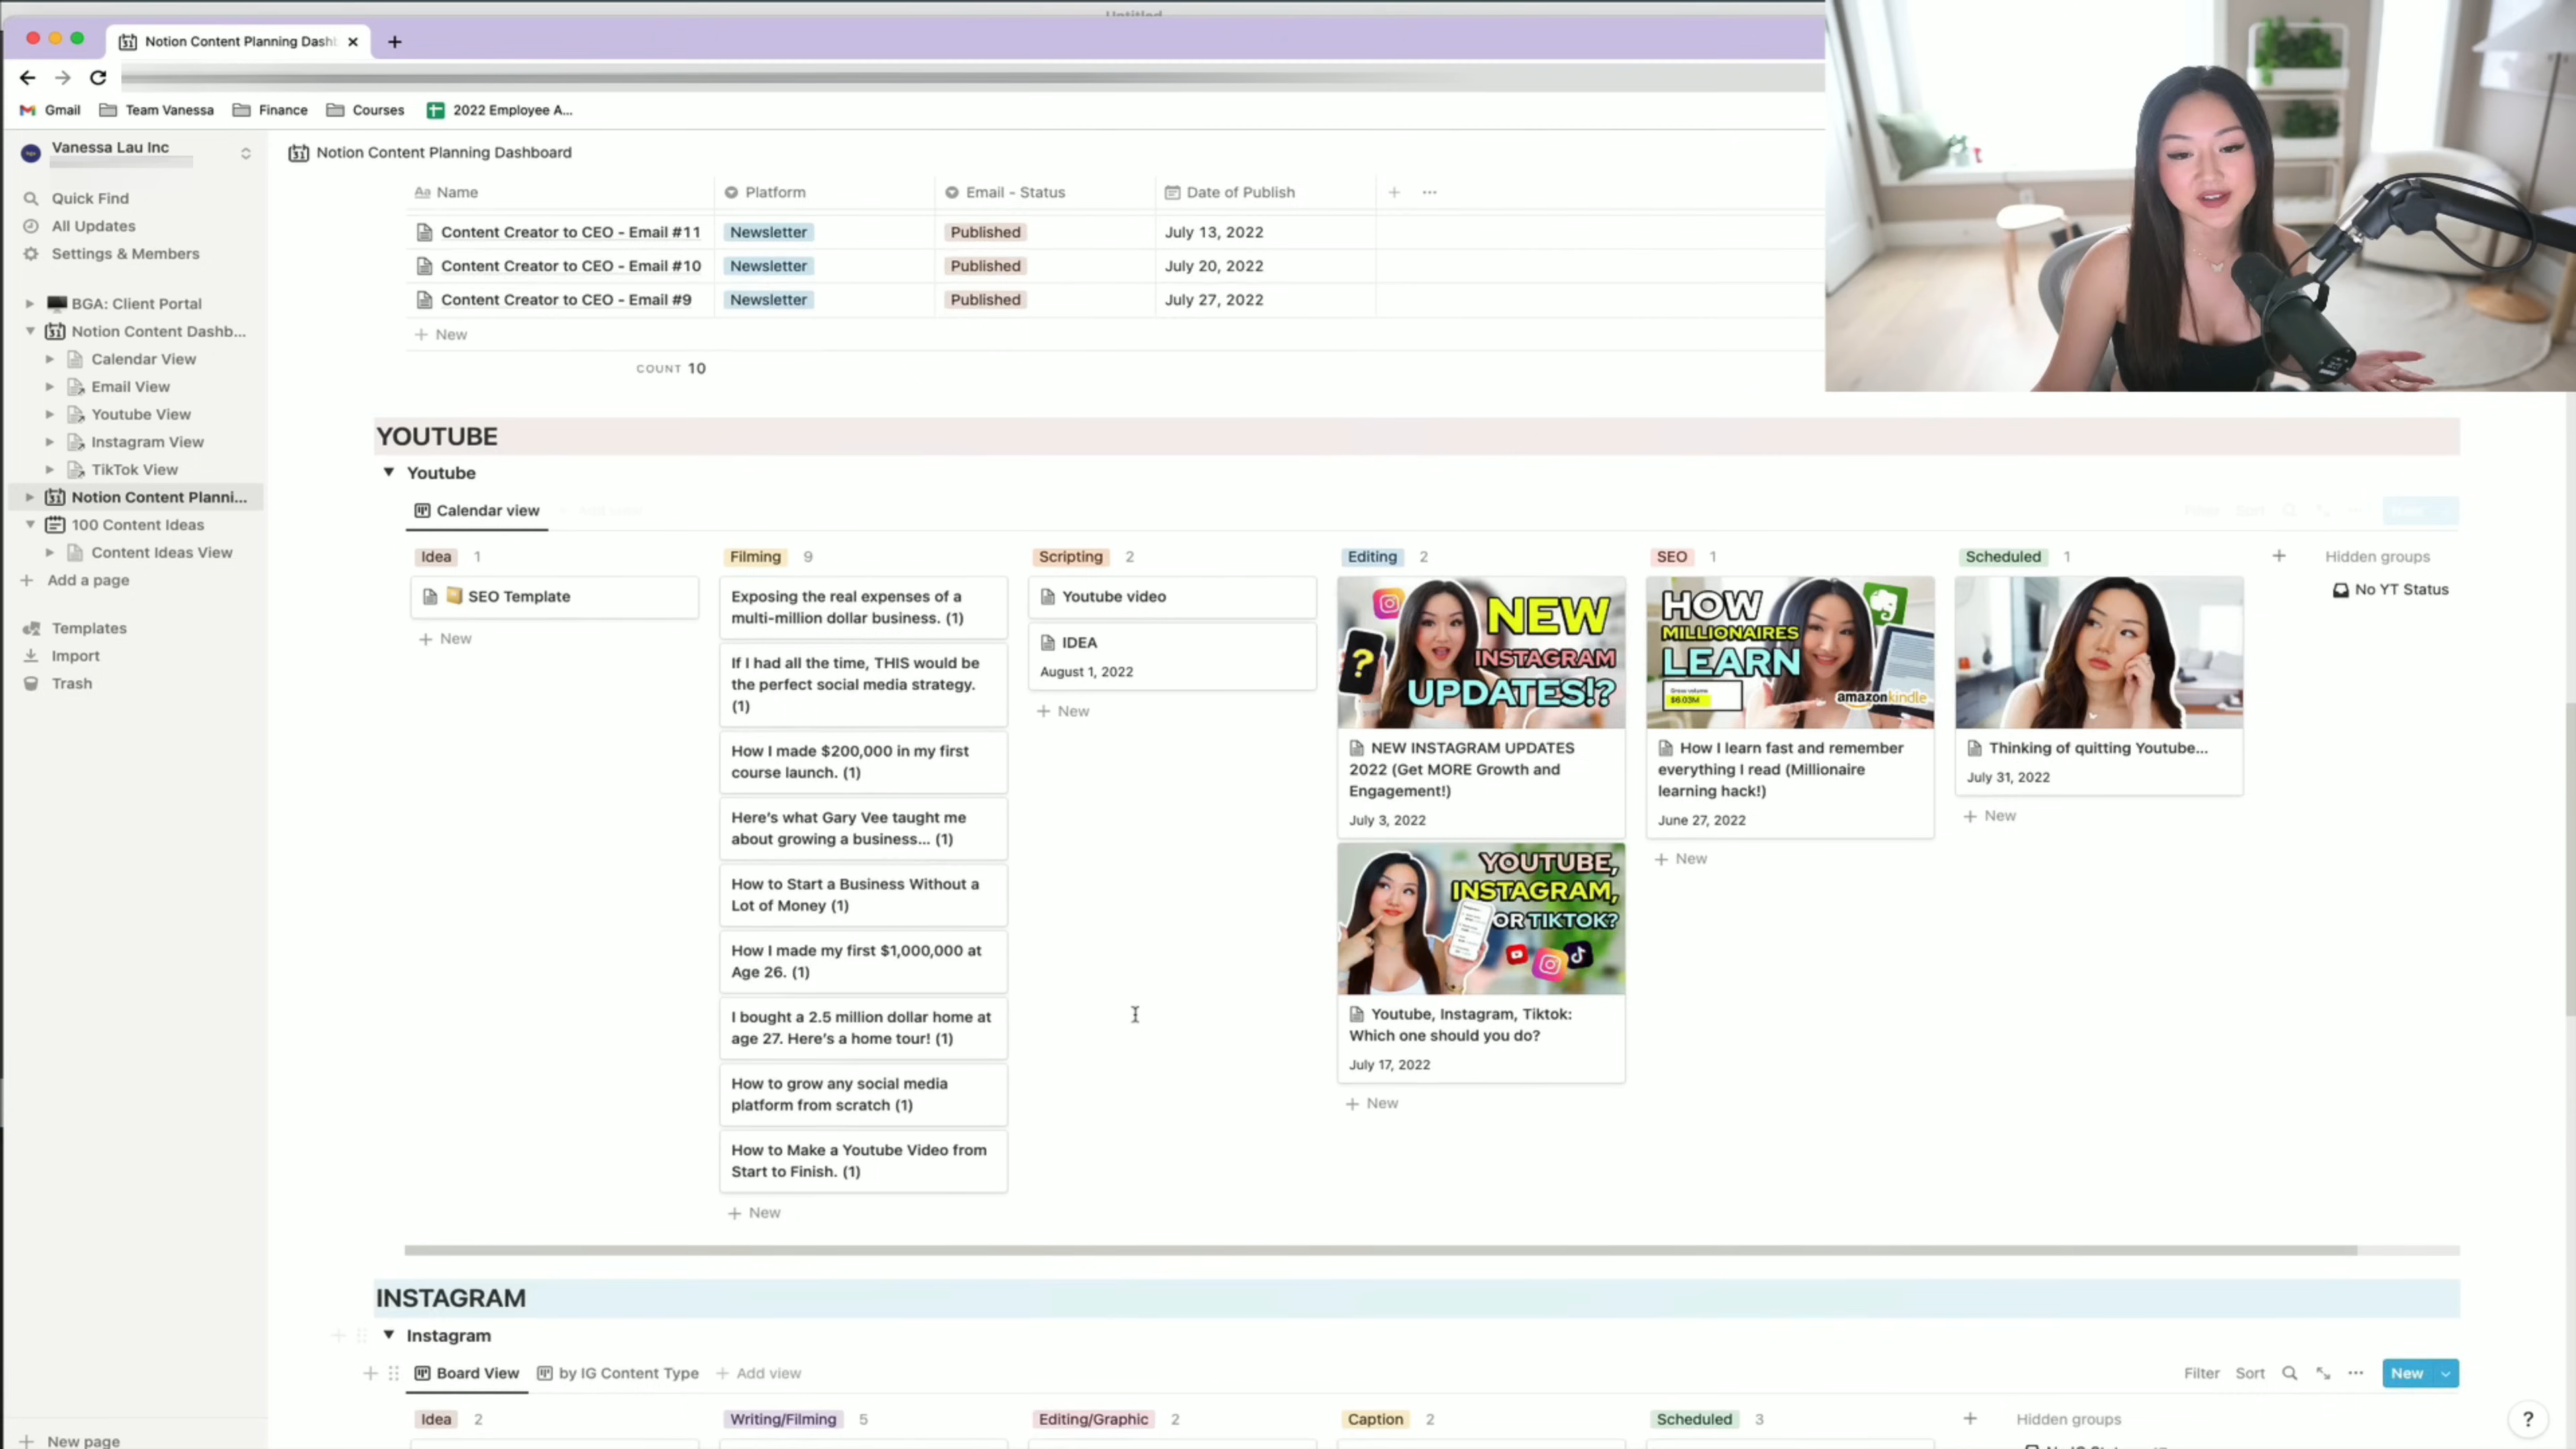 Untitled
Notion Content Planning Dashb
Gmail
Team Vanessa
Finance
Courses
2022 Employee A...
Vanessa Lau Inc
Quick Find
All Updates
Settings & Members
BGA: Client Portal
Notion Content Dashb...
Calendar View
Email View
Youtube View
Instagram View
TikTok View
Notion Content Planni...
100 Content Ideas
Content Ideas View
Add a page
Templates
Import
Trash
New page
Notion Content Planning Dashboard
Aa Name Platform Email - Status Date of Publish
Content Creator to CEO - Email #11 Newsletter Published July 13, 2022
Content Creator to CEO - Email #10 Newsletter Published July 20, 2022
Content Creator to CEO - Email #9 Newsletter Published July 27, 2022
New
COUNT 10
YOUTUBE
Youtube
Calendar view
Idea 1
SEO Template
New
Filming 9
Exposing the real expenses of a
multi-million dollar business. (1)
If I had all the time, THIS would be
the perfect social media strategy.
(1)
How I made $200,000 in my first
course launch. (1)
Here's what Gary Vee taught me
about growing a business... (1)
How to Start a Business Without a
Lot of Money (1)
How I made my first $1,000,000 at
Age 26. (1)
I bought a 2.5 million dollar home at
age 27. Here's a home tour! (1)
How to grow any social media
platform from scratch (1)
How to Make a Youtube Video from
Start to Finish. (1)
New
Scripting 2
Youtube video
IDEA
August 1, 2022
New
Editing 2
?
NEW
INSTAGRAM
UPDATES!?
NEW INSTAGRAM UPDATES
2022 (Get MORE Growth and
Engagement!)
July 3, 2022
YOUTUBE,
INSTAGRAM,
OR TIKTOK?
Youtube, Instagram, Tiktok:
Which one should you do?
July 17, 2022
New
SEO 1
HOW
MILLIONAIRES
LEARN
Gross volume
$6.03M
amazonkindle
How I learn fast and remember
everything I read (Millionaire
learning hack!)
June 27, 2022
New
Scheduled 1
Thinking of quitting Youtube...
July 31, 2022
New
Hidden groups
No YT Status
INSTAGRAM
Instagram
Board View by IG Content Type Add view
Filter Sort New
Idea 2 Writing/Filming 5 Editing/Graphic 2 Caption 2 Scheduled 3 Hidden groups
?